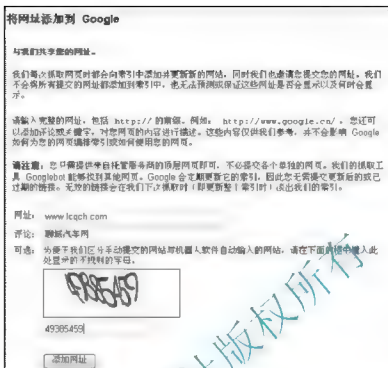 将网址添加到 Google
与我们共享您的网址。
我们每次抓取网页时都会向索引中添加并更新新的网站，同时我们也邀请您提交您的网址。我们
不会将所有提交的网址都添加到索引中，也无法预测或保证这些网址是否会显示以及何时会显
示。
请输入完整的网址，包括 http:// 的前缀。例如： http://www.google.cn/ 。您还可
以添加评论或关键字，对您网页的内容进行描述。这些内容仅供我们参考，并不会影响 Google
如何为您的网页编排索引或如何使用您的网页。
请注意：您只需提供来自托管服务商的顶层网页即可，不必提交各个单独的网页。我们的抓取工
具 Googlebot 能够找到其他网页。Google 会定期更新它的索引，因此您无需提交更新后的或已
过期的链接。无效的链接会在我们下次抓取时（即更新整个索引时）淡出我们的索引。
网址： www.lcqch.com
评论： 聊城汽车网
可选： 为便于我们区分手动提交的网站与机器人软件自动输入的网站，请在下面的框中键入此
处显示的不规则的字母。
49385459
添加网址
版权所有